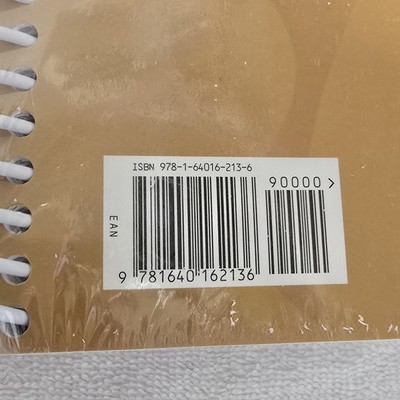 ISBN 978-1-64016-213-6
90000 >
EAN
9 781640 162136